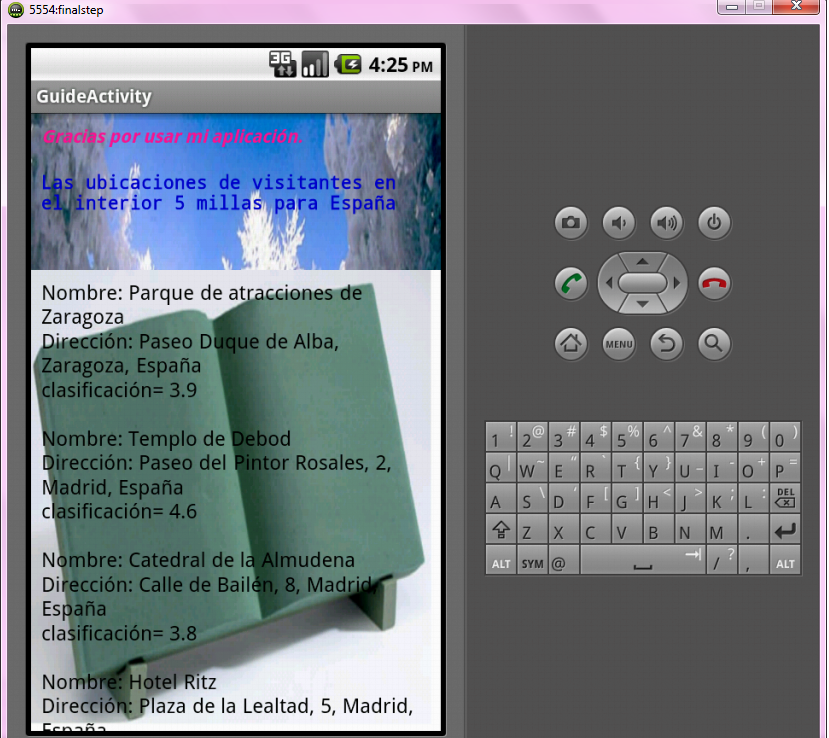 5554:finalstep
3G 4:25 PM
GuideActivity
Gracias por usar mi aplicación.
Las ubicaciones de visitantes en
el interior 5 millas para España
Nombre: Parque de atracciones de
Zaragoza
Dirección: Paseo Duque de Alba,
Zaragoza, España
clasificación= 3.9
Nombre: Templo de Debod
Dirección: Paseo del Pintor Rosales, 2,
Madrid, España
clasificación= 4.6
Nombre: Catedral de la Almudena
Dirección: Calle de Bailén, 8, Madrid,
España
clasificación= 3.8
Nombre: Hotel Ritz
Dirección: Plaza de la Lealtad, 5, Madrid,
España
MENU
1 ! 2 @ 3 # 4 $ 5 % 6 ^ 7 & 8 * 9 ( 0 )
Q | W ~ E " R ` T { Y } U _ I - O + P =
A S \ D ' F [ G ] H < J > K ; L : DEL
Z X C V B N M .
ALT SYM @ / ? , ALT